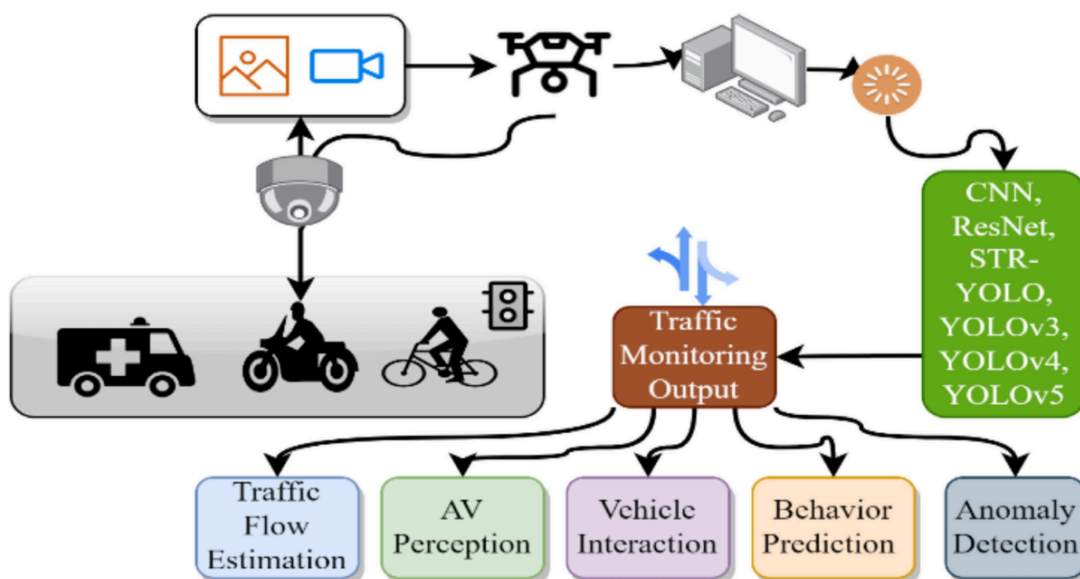 CNN,
ResNet,
STR-
YOLO,
YOLOv3,
YOLOv4,
YOLOv5
Traffic
Monitoring
Output
Traffic
Flow
Estimation
AV
Perception
Vehicle
Interaction
Behavior
Prediction
Anomaly
Detection